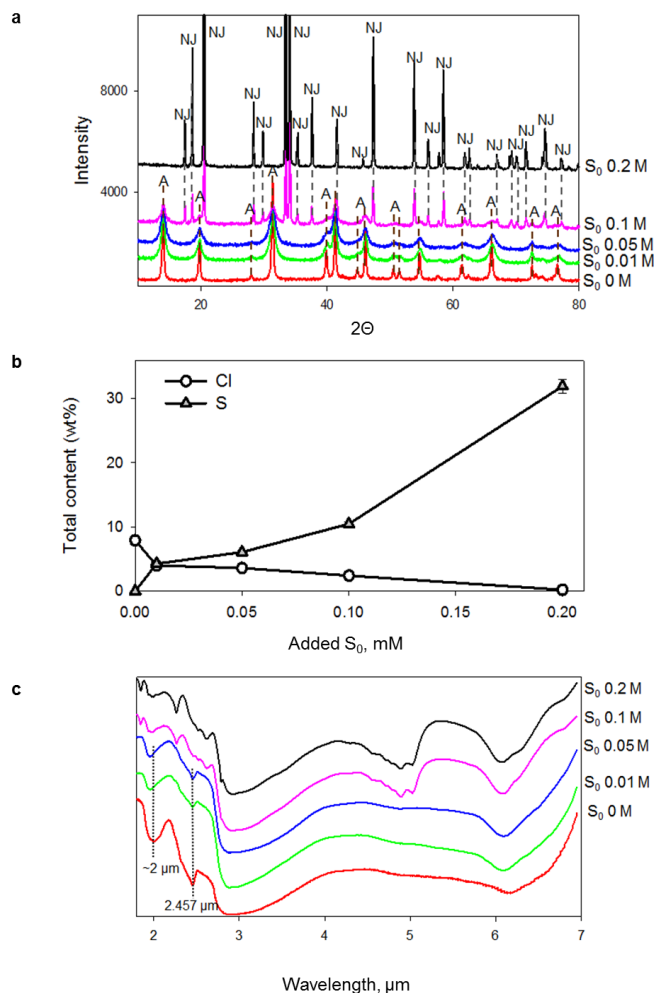 a
NJ NJ NJ NJ NJ NJ NJ NJ NJ NJ NJ NJ NJ NJ NJ NJ NJ NJ NJ NJ
8000
4000
Intensity
A A A A A A A A A A A A A
S₀ 0.2 M
S₀ 0.1 M
S₀ 0.05 M
S₀ 0.01 M
S₀ 0 M
20 30 40 50 60 70 80
2Θ
b
Cl
S
30
20
10
0
Total content (wt%)
0.00 0.05 0.10 0.15 0.20
Added S₀, mM
c
S₀ 0.2 M
S₀ 0.1 M
S₀ 0.05 M
S₀ 0.01 M
S₀ 0 M
~2 µm
2.457 µm
2 3 4 5 6 7
Wavelength, µm